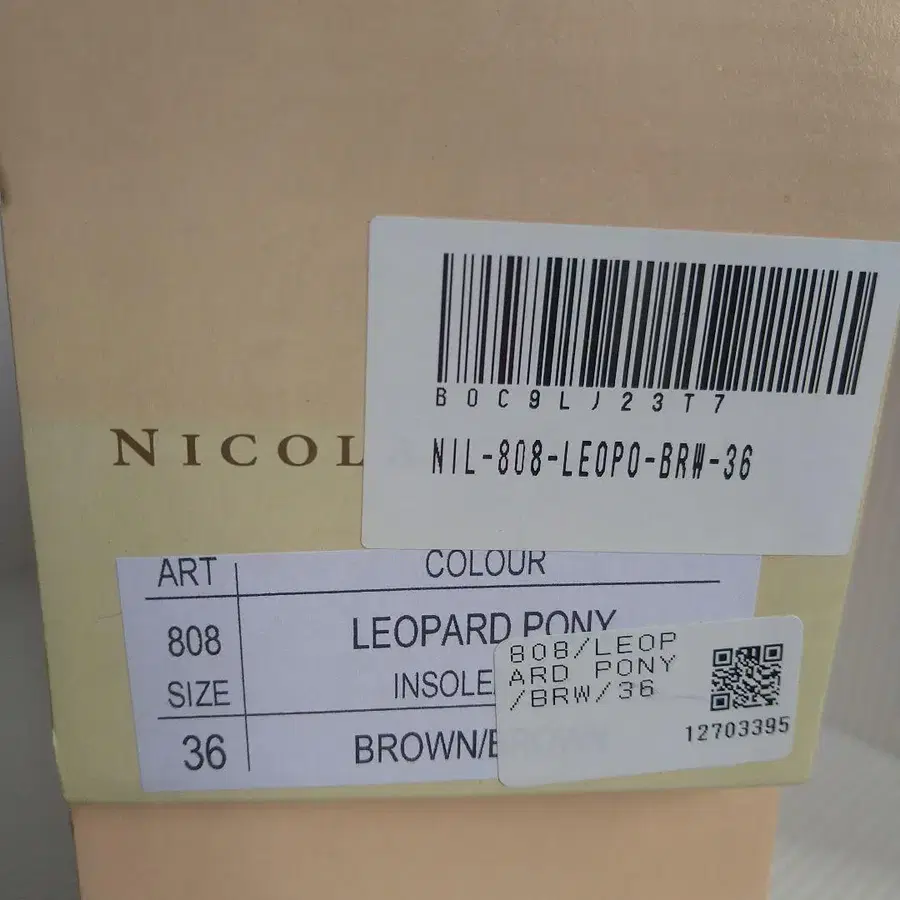 B0C9LJ23T7
NIL-808-LEOPO-BRW-36
NICOL
ART COLOUR
808 LEOPARD PONY
SIZE INSOLE
36 BROWN/B
808/LEOP
ARD PONY
/BRW/36
12703395